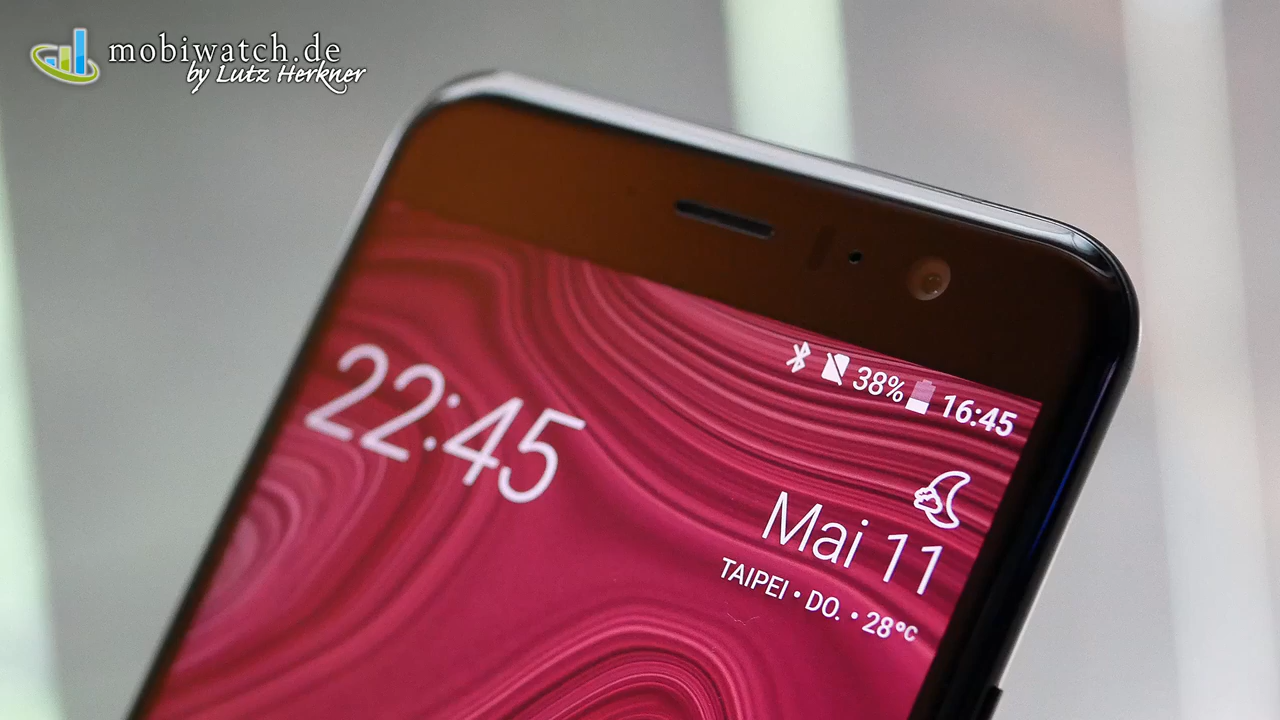 mobiwatch.de
by Lutz Herkner
38% 16:45
22:45
Mai 11
TAIPEI • DO. • 28°C